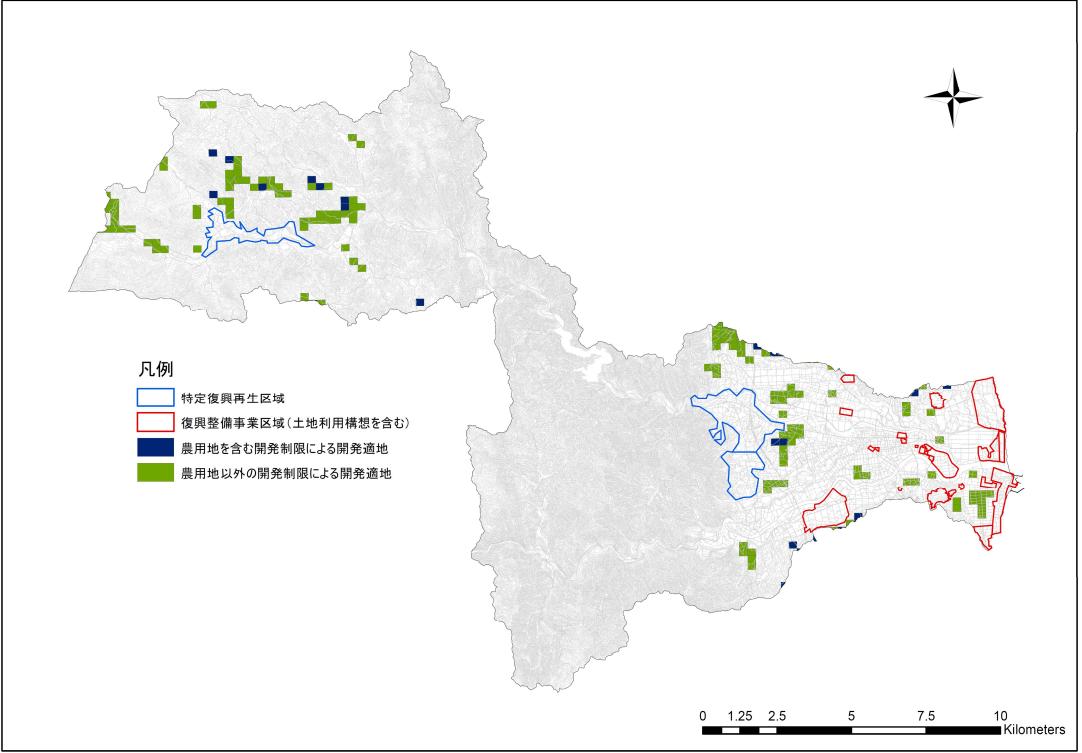 凡例
特定復興再生区域
復興整備事業区域(土地利用構想を含む)
農用地を含む開発制限による開発適地
農用地以外の開発制限による開発適地
0 1.25 2.5 5 7.5 10
Kilometers